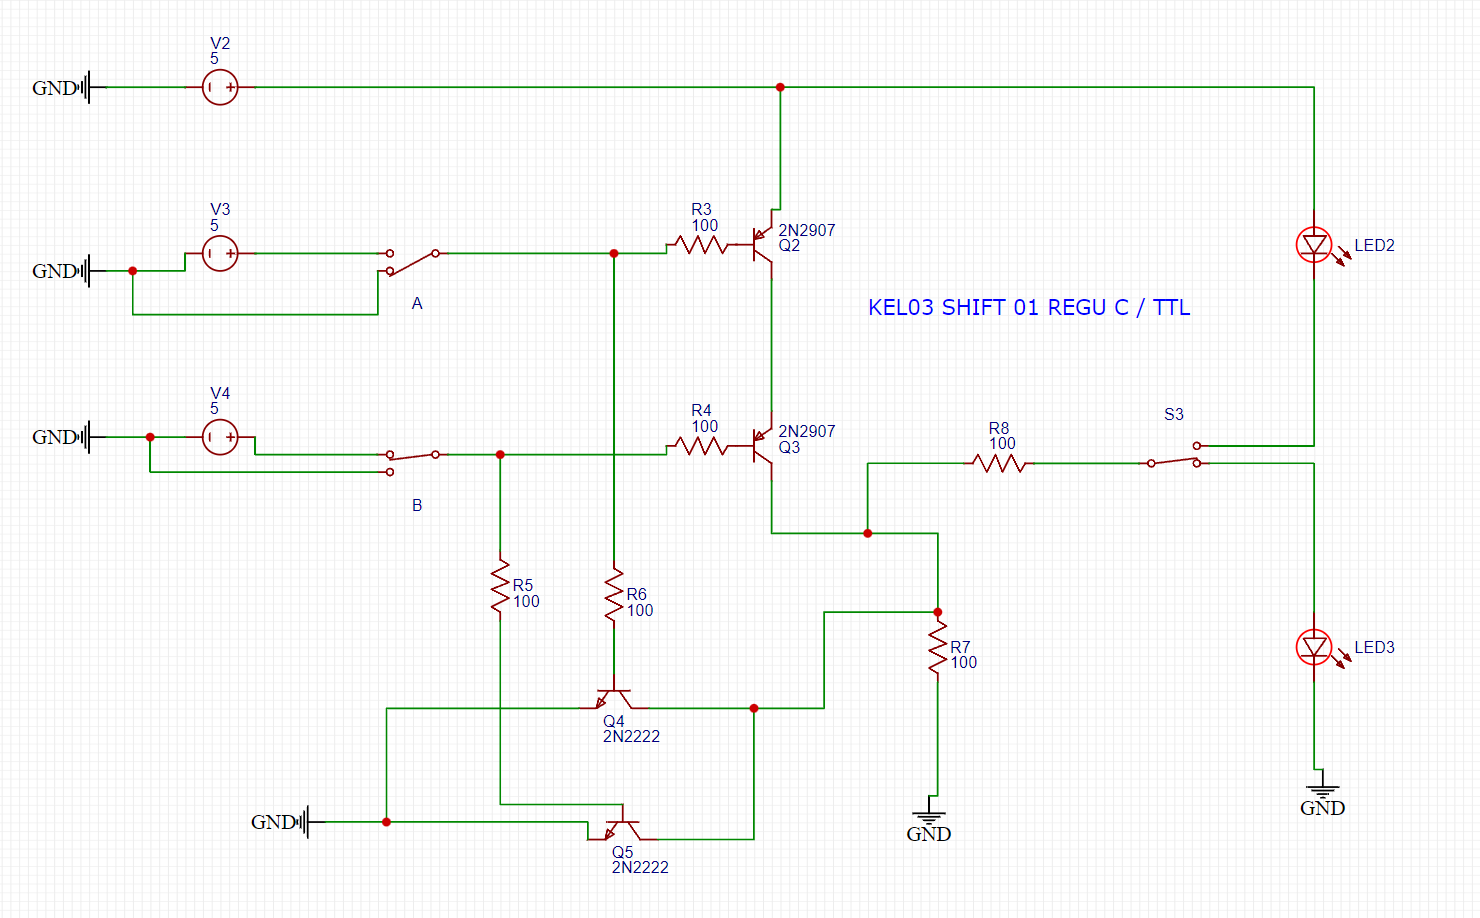 V2
5
GND
V3
5
GND
A
R3
100
2N2907
Q2
LED2
KEL03 SHIFT 01 REGU C / TTL
V4
5
GND
B
R4
100
2N2907
Q3
R8
100
S3
R5
100
R6
100
R7
100
LED3
Q4
2N2222
GND
Q5
2N2222
GND
GND